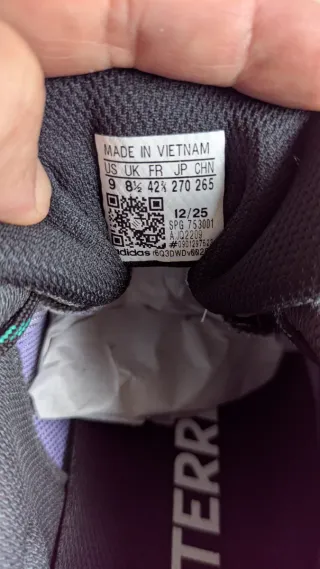 MADE IN VIETNAM
US UK FR JP CHN
9 8½ 42⅔ 270 265
12/25
SPG 753001
AJQ2209
adidas
TERR